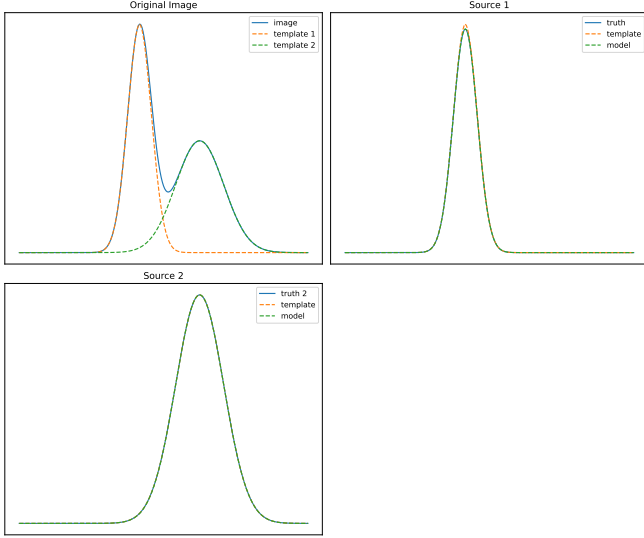 Original Image
image
template 1
template 2
Source 1
truth
template
model
Source 2
truth 2
template
model